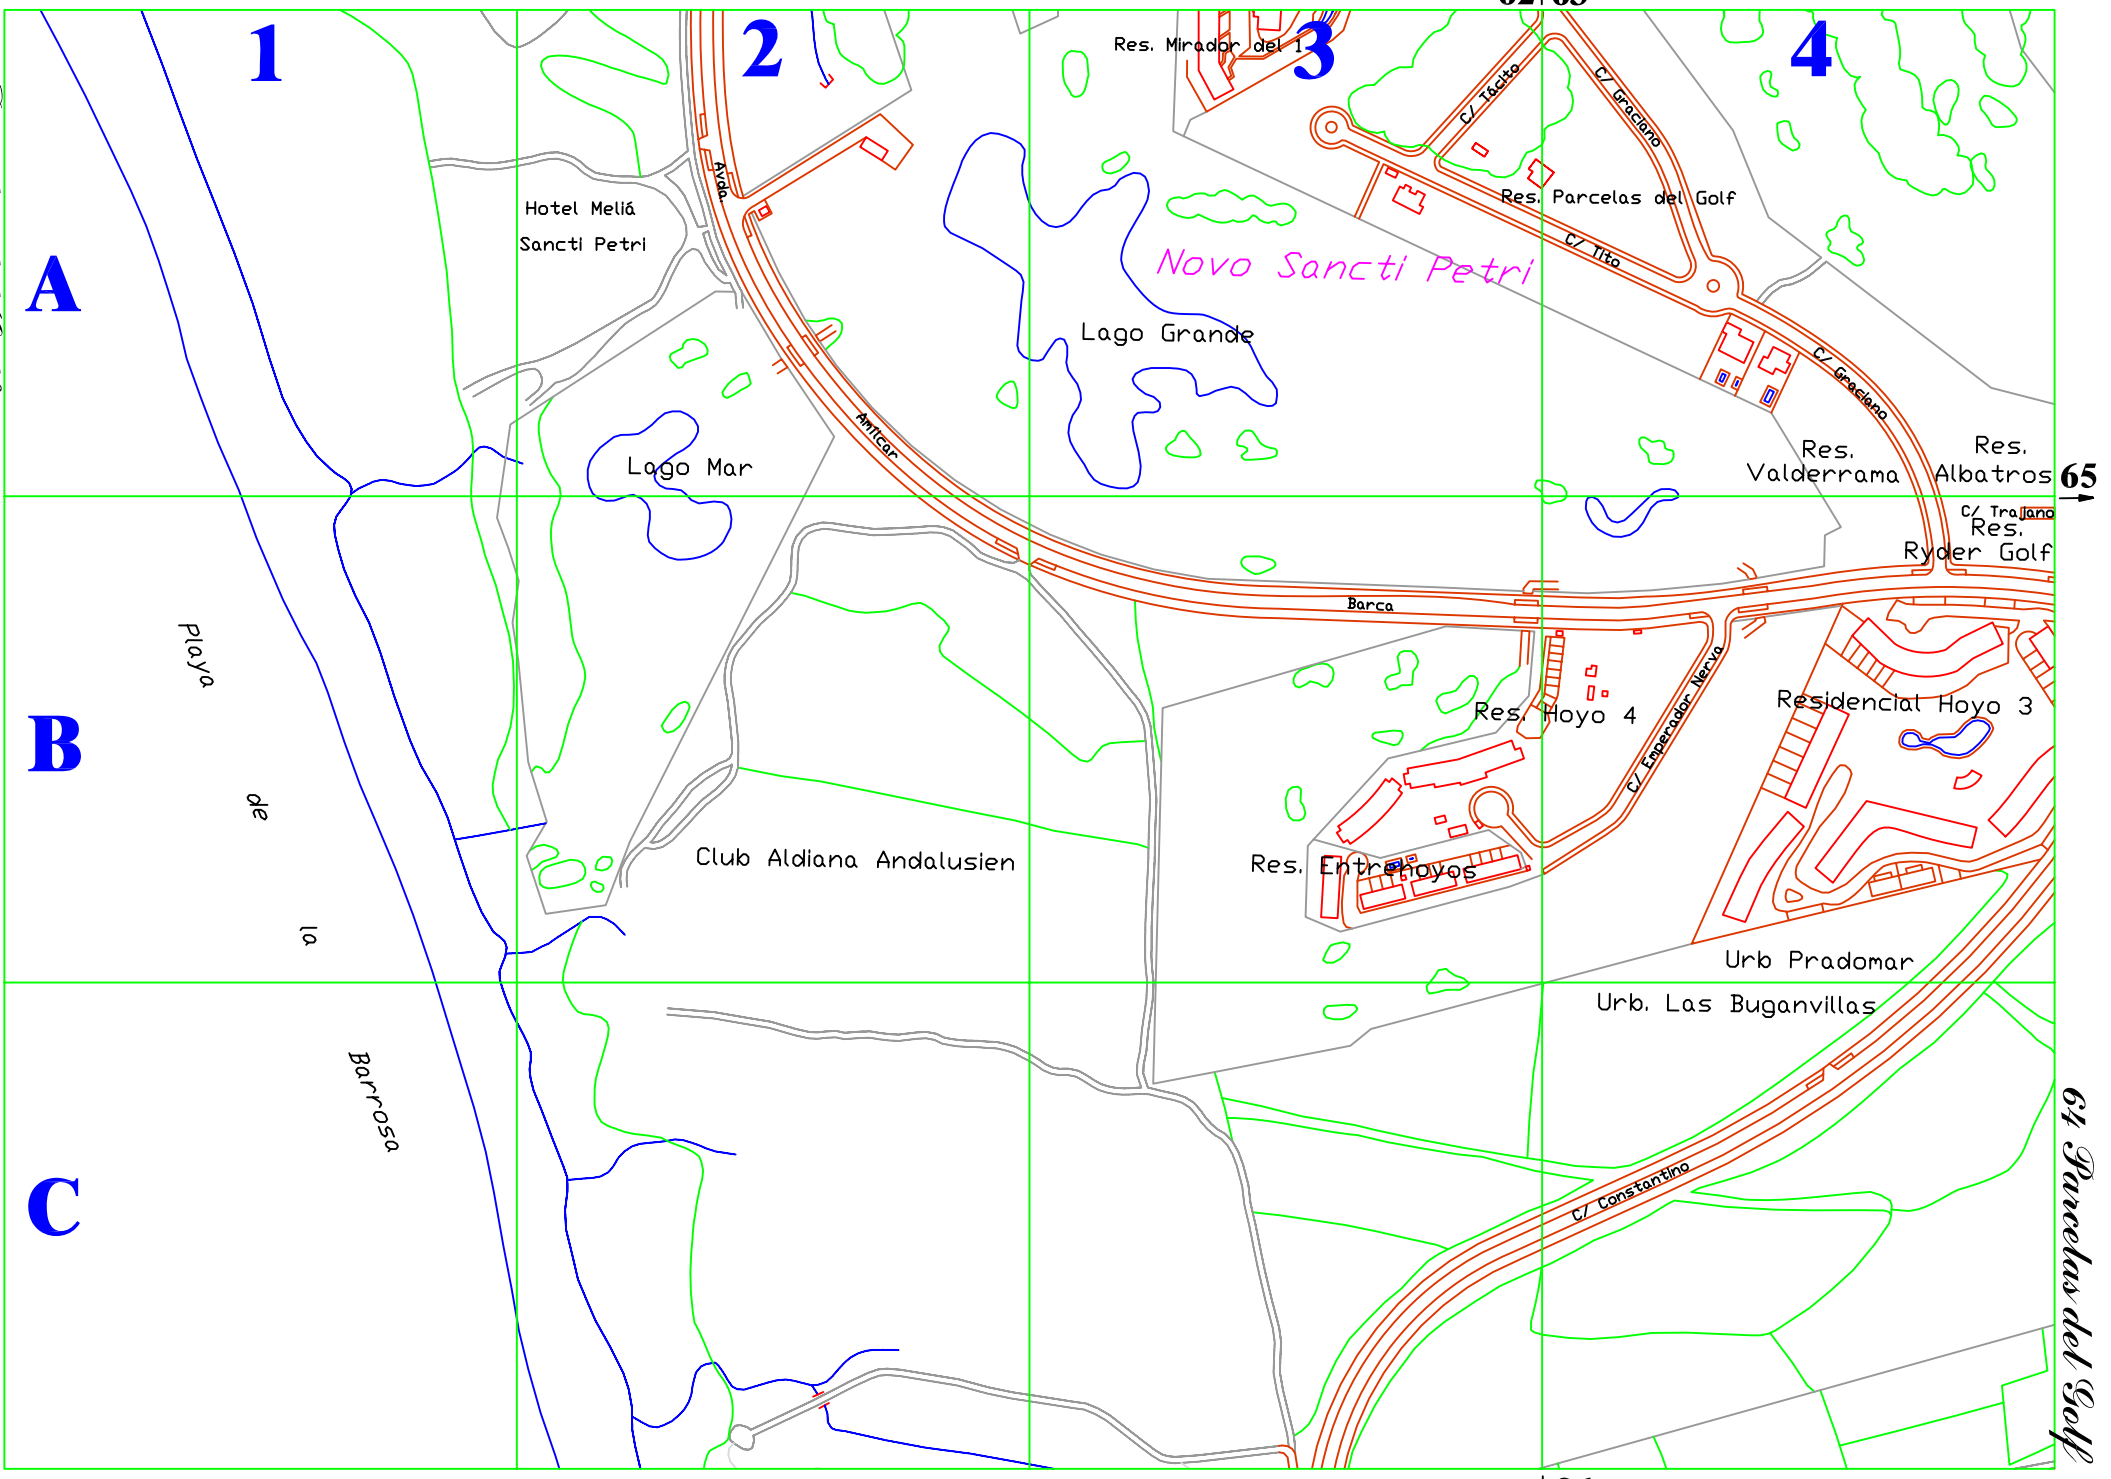 1
2
3
4
A
B
C
Res. Mirador del 1
C/ Tácito
C/ Graciano
Avda.
Hotel Meliá
Sancti Petri
Res. Parcelas del Golf
C/ Tito
Novo Sancti Petri
Lago Grande
C/ Graciano
Amílcar
Lago Mar
Res.
Valderrama
Res.
Albatros
65
C/ Trajano
Res.
Ryder Golf
Barca
Playa
de
la
Barrosa
C/ Emperador Nerva
Res. Hoyo 4
Residencial Hoyo 3
Club Aldiana Andalusien
Res. Entrehoyos
Urb Pradomar
Urb. Las Buganvillas
C/ Constantino
64 Parcelas del Golf